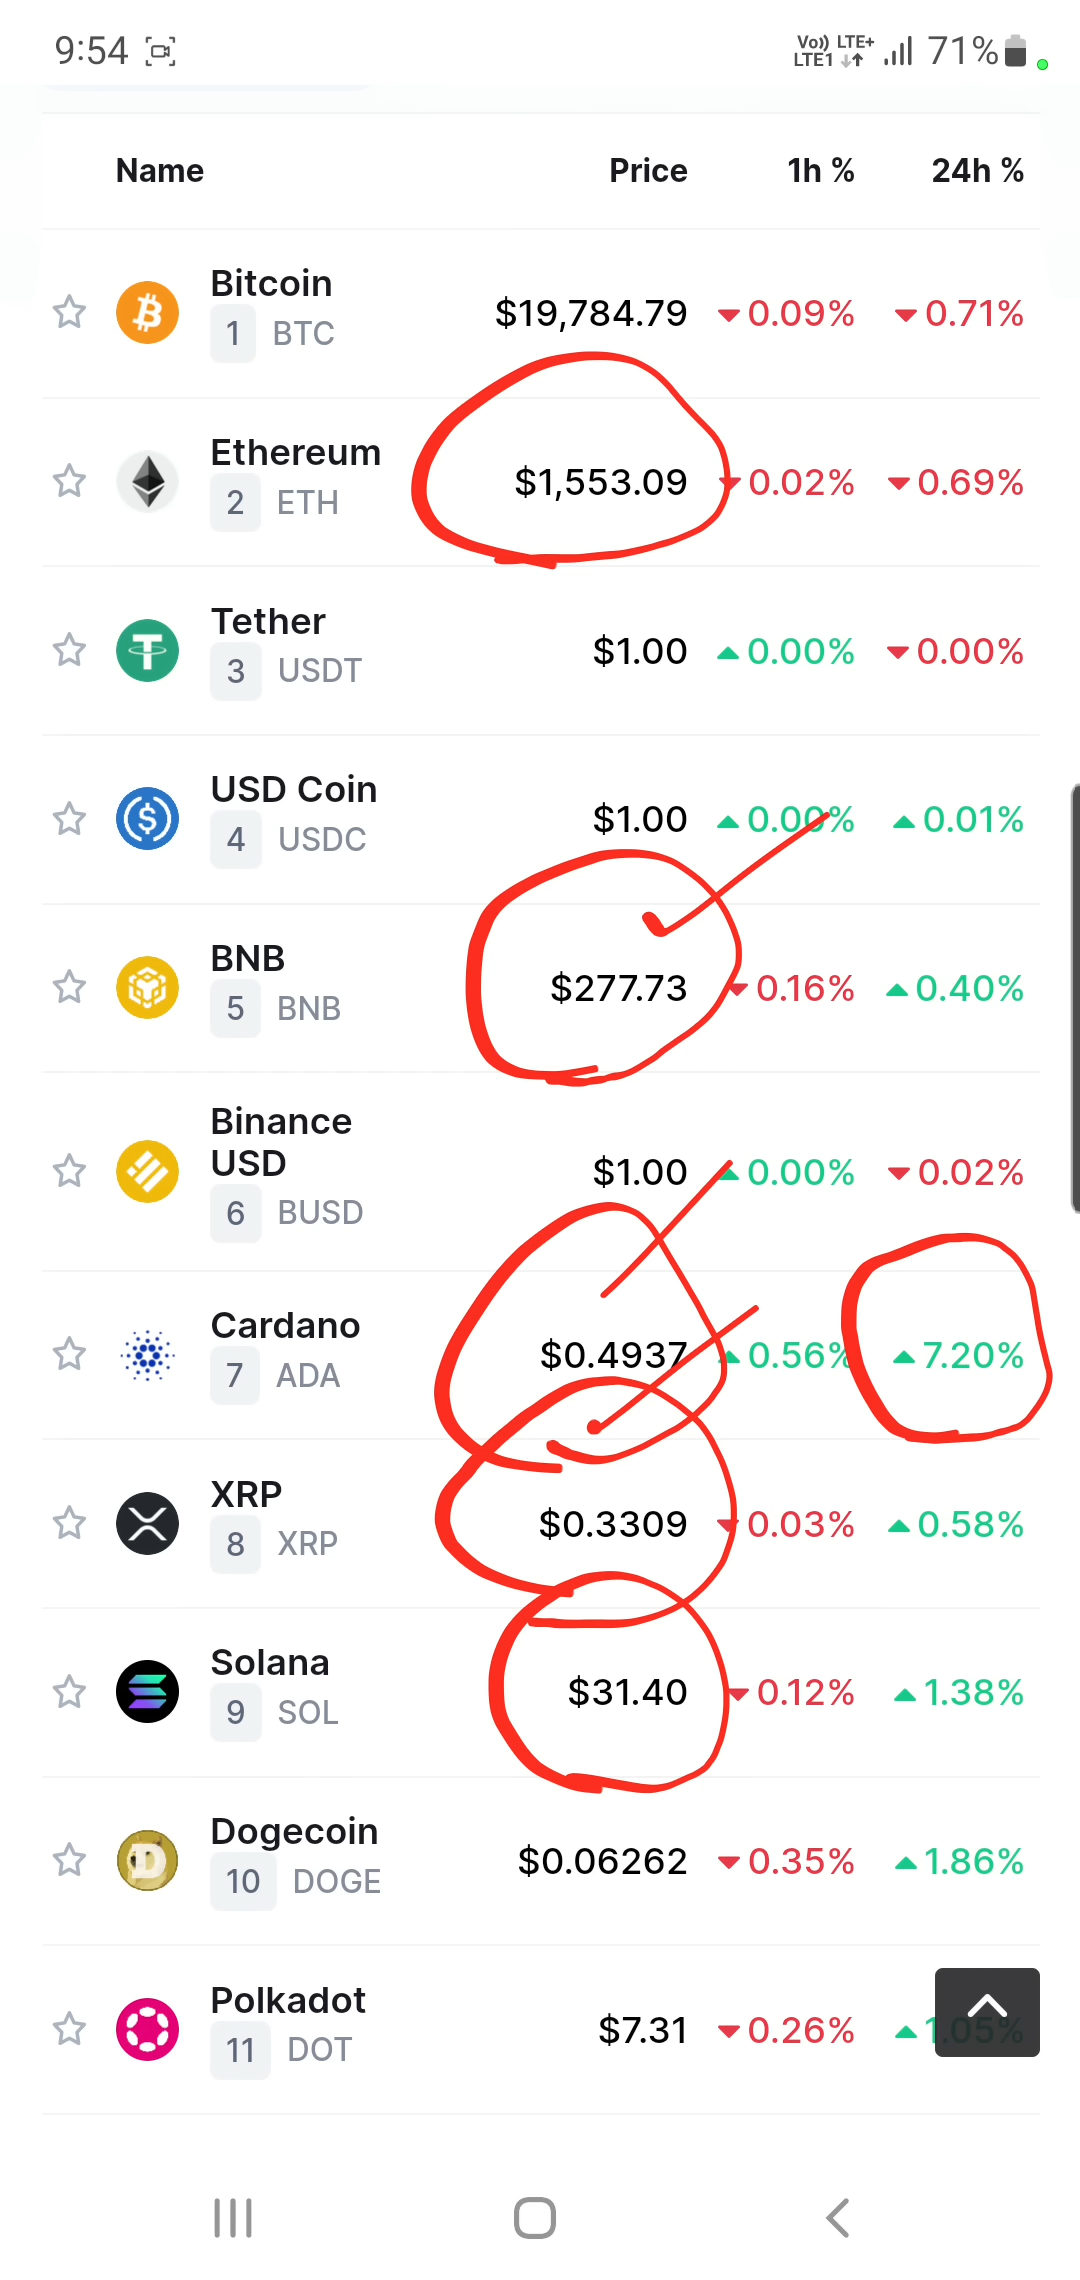 9:54 Vo)) LTE+ LTE1 71%
Name Price 1h % 24h %
Bitcoin
1 BTC $19,784.79 0.09% 0.71%
Ethereum
2 ETH $1,553.09 0.02% 0.69%
Tether
3 USDT $1.00 0.00% 0.00%
USD Coin
4 USDC $1.00 0.00% 0.01%
BNB
5 BNB $277.73 0.16% 0.40%
Binance
USD
6 BUSD $1.00 0.00% 0.02%
Cardano
7 ADA $0.4937 0.56% 7.20%
XRP
8 XRP $0.3309 0.03% 0.58%
Solana
9 SOL $31.40 0.12% 1.38%
Dogecoin
10 DOGE $0.06262 0.35% 1.86%
Polkadot
11 DOT $7.31 0.26% 1.05%